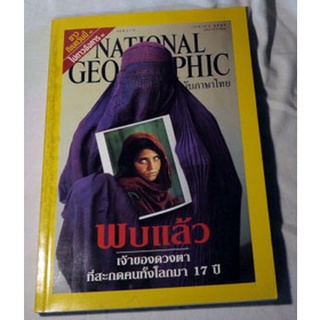 NATIONAL
GEOGRAPHIC
ฉบับภาษาไทย
พบแล้ว
เจ้าของดวงตา
ที่สะกดคนทั้งโลกมา 17 ปี